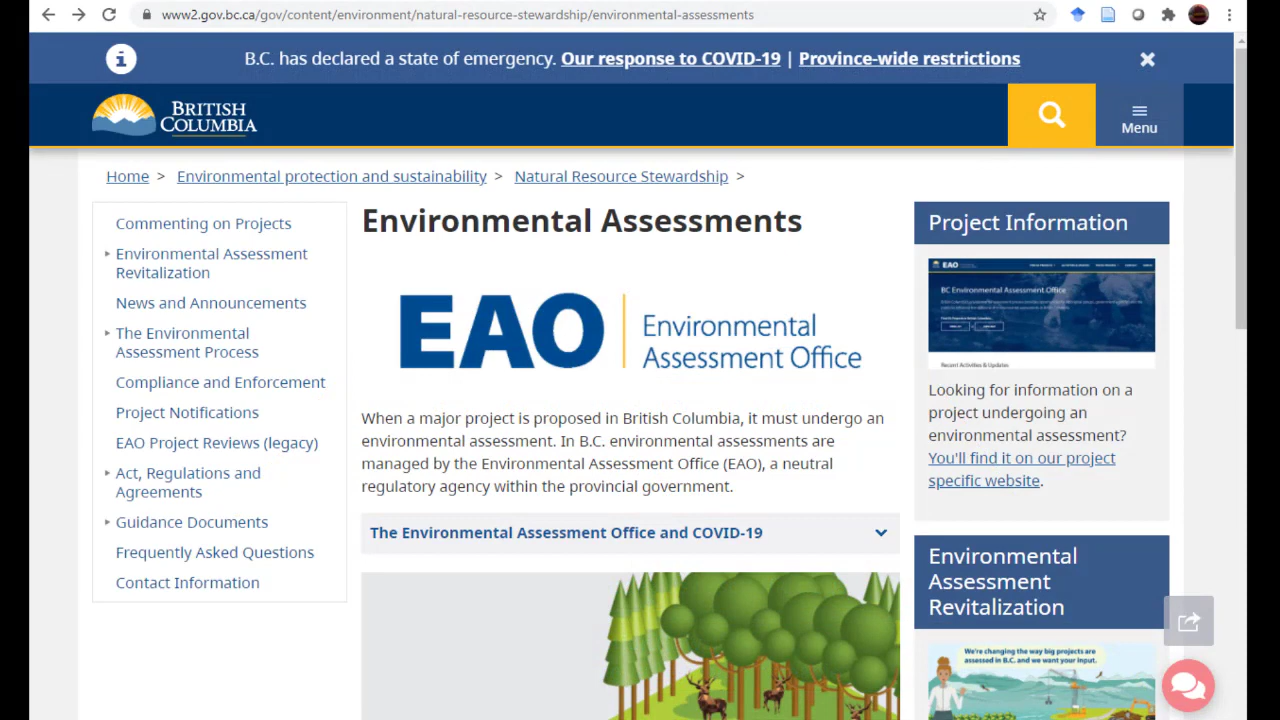 www2.gov.bc.ca/gov/content/environment/natural-resource-stewardship/environmental-assessments
B.C. has declared a state of emergency. Our response to COVID-19 | Province-wide restrictions
BRITISH
COLUMBIA
Menu
Home > Environmental protection and sustainability > Natural Resource Stewardship >
Commenting on Projects
Environmental Assessment
Revitalization
News and Announcements
The Environmental
Assessment Process
Compliance and Enforcement
Project Notifications
EAO Project Reviews (legacy)
Act, Regulations and
Agreements
Guidance Documents
Frequently Asked Questions
Contact Information
Environmental Assessments
EAO
Environmental
Assessment Office
When a major project is proposed in British Columbia, it must undergo an
environmental assessment. In B.C. environmental assessments are
managed by the Environmental Assessment Office (EAO), a neutral
regulatory agency within the provincial government.
The Environmental Assessment Office and COVID-19
Project Information
EAO
BC Environmental Assessment Office
Recent Activities & Updates
Looking for information on a
project undergoing an
environmental assessment?
You'll find it on our project
specific website.
Environmental
Assessment
Revitalization
We're changing the way big projects are
assessed in B.C. and we want your input.